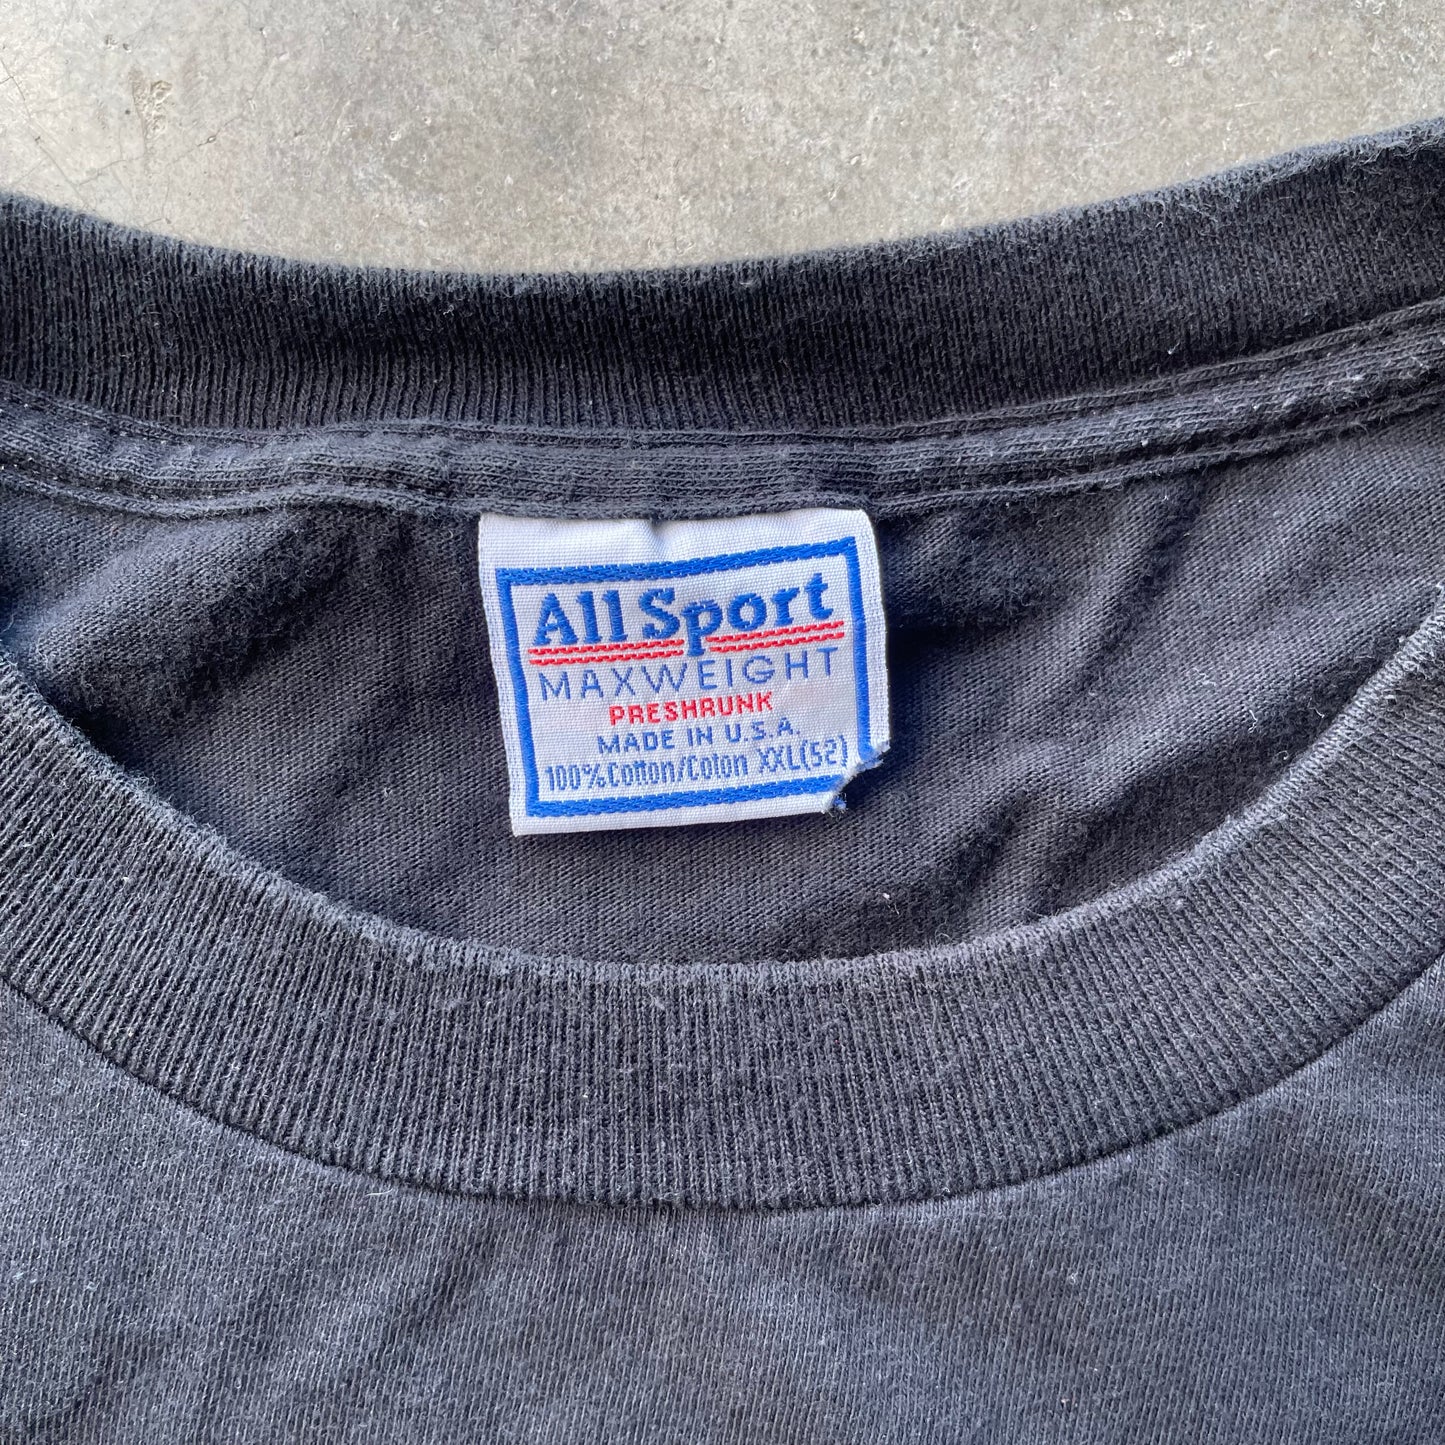 All Sport
MAXWEIGHT
PRESHRUNK
MADE IN U.S.A.
100% Cotton/Coton XXL(52)